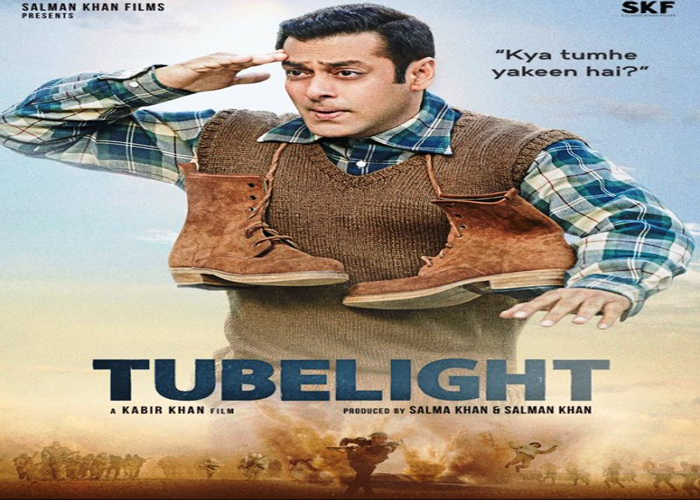 SALMAN KHAN FILMS
PRESENTS
SKF
"Kya tumhe
yakeen hai?"
TUBELIGHT
A KABIR KHAN FILM
PRODUCED BY SALMA KHAN & SALMAN KHAN